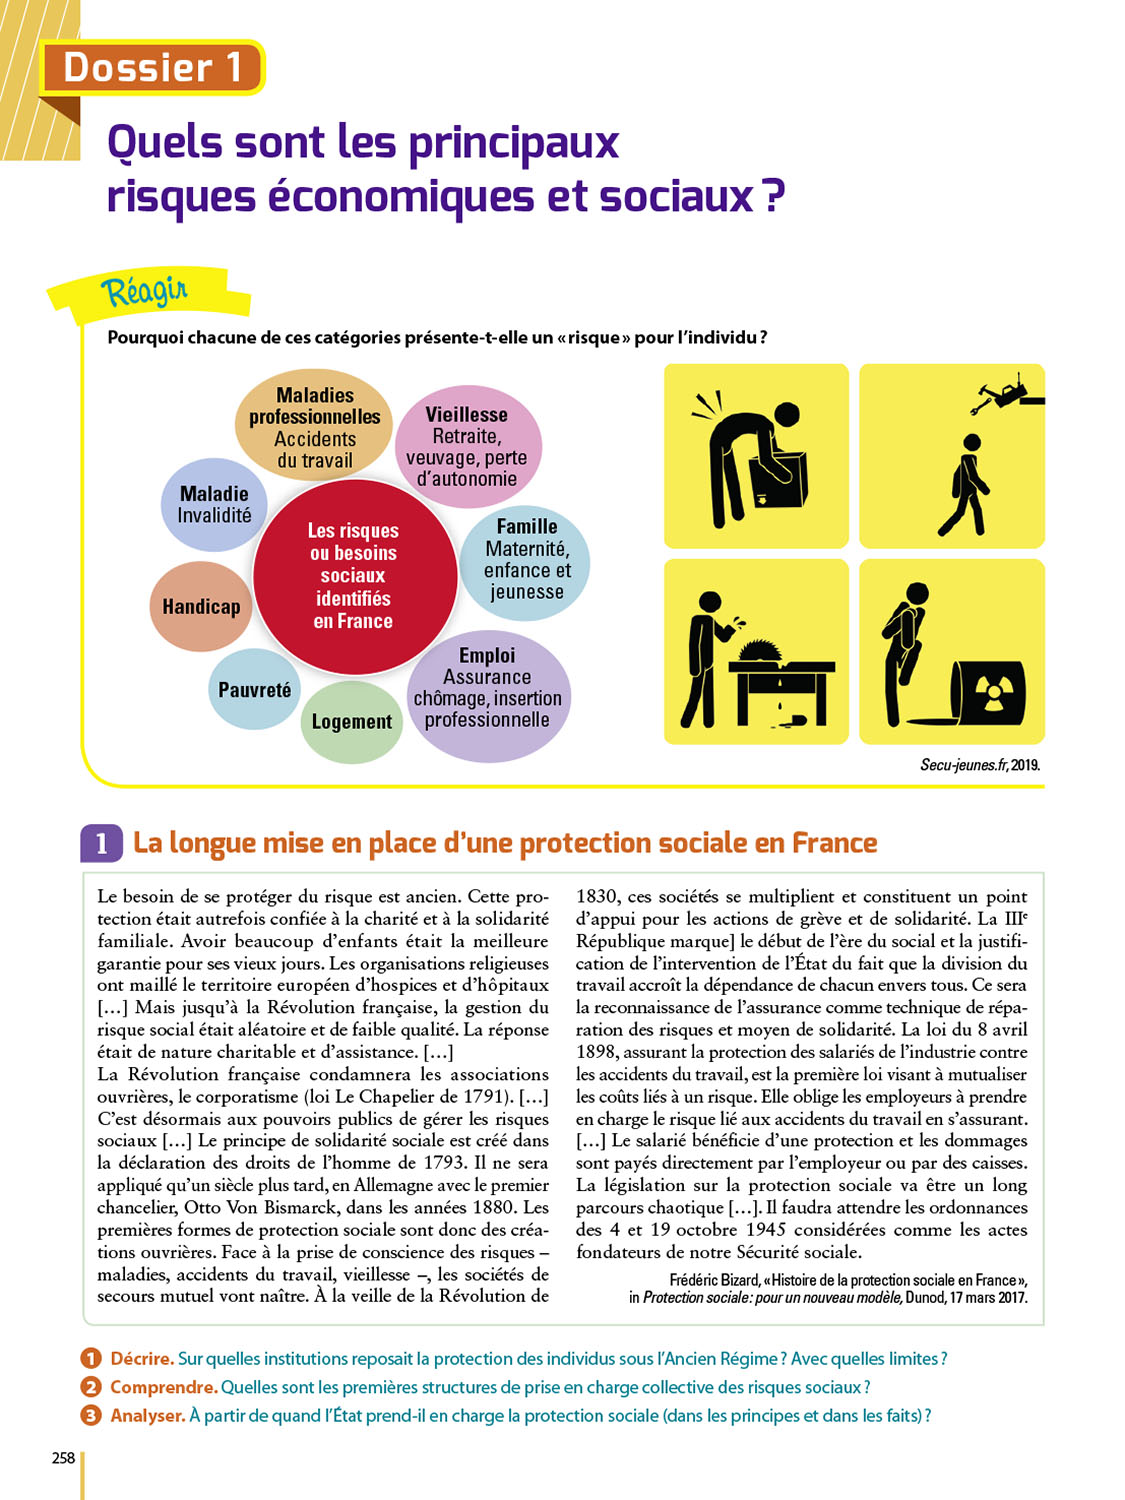 Dossier 1
Quels sont les principaux
risques économiques et sociaux ?
Réagir
Pourquoi chacune de ces catégories présente-t-elle un « risque » pour l'individu ?
Maladies
professionnelles
Accidents
du travail
Vieillesse
Retraite,
veuvage, perte
d'autonomie
Maladie
Invalidité
Famille
Maternité,
enfance et
jeunesse
Les risques
ou besoins
sociaux
identifiés
en France
Handicap
Emploi
Assurance
chômage, insertion
professionnelle
Pauvreté
Logement
Secu-jeunes.fr, 2019.
1 La longue mise en place d'une protection sociale en France
Le besoin de se protéger du risque est ancien. Cette pro-
tection était autrefois confiée à la charité et à la solidarité
familiale. Avoir beaucoup d'enfants était la meilleure
garantie pour ses vieux jours. Les organisations religieuses
ont maillé le territoire européen d'hospices et d'hôpitaux
[…] Mais jusqu'à la Révolution française, la gestion du
risque social était aléatoire et de faible qualité. La réponse
était de nature charitable et d'assistance. […]
La Révolution française condamnera les associations
ouvrières, le corporatisme (loi Le Chapelier de 1791). […]
C'est désormais aux pouvoirs publics de gérer les risques
sociaux […] Le principe de solidarité sociale est créé dans
la déclaration des droits de l'homme de 1793. Il ne sera
appliqué qu'un siècle plus tard, en Allemagne avec le premier
chancelier, Otto Von Bismarck, dans les années 1880. Les
premières formes de protection sociale sont donc des créa-
tions ouvrières. Face à la prise de conscience des risques –
maladies, accidents du travail, vieillesse –, les sociétés de
secours mutuel vont naître. À la veille de la Révolution de
1830, ces sociétés se multiplient et constituent un point
d'appui pour les actions de grève et de solidarité. La IIIe
République marque] le début de l'ère du social et la justifi-
cation de l'intervention de l'État du fait que la division du
travail accroît la dépendance de chacun envers tous. Ce sera
la reconnaissance de l'assurance comme technique de répa-
ration des risques et moyen de solidarité. La loi du 8 avril
1898, assurant la protection des salariés de l'industrie contre
les accidents du travail, est la première loi visant à mutualiser
les coûts liés à un risque. Elle oblige les employeurs à prendre
en charge le risque lié aux accidents du travail en s'assurant.
[…] Le salarié bénéficie d'une protection et les dommages
sont payés directement par l'employeur ou par des caisses.
La législation sur la protection sociale va être un long
parcours chaotique […]. Il faudra attendre les ordonnances
des 4 et 19 octobre 1945 considérées comme les actes
fondateurs de notre Sécurité sociale.
Frédéric Bizard, « Histoire de la protection sociale en France »,
in Protection sociale : pour un nouveau modèle, Dunod, 17 mars 2017.
1 Décrire. Sur quelles institutions reposait la protection des individus sous l'Ancien Régime ? Avec quelles limites ?
2 Comprendre. Quelles sont les premières structures de prise en charge collective des risques sociaux ?
3 Analyser. À partir de quand l'État prend-il en charge la protection sociale (dans les principes et dans les faits) ?
258